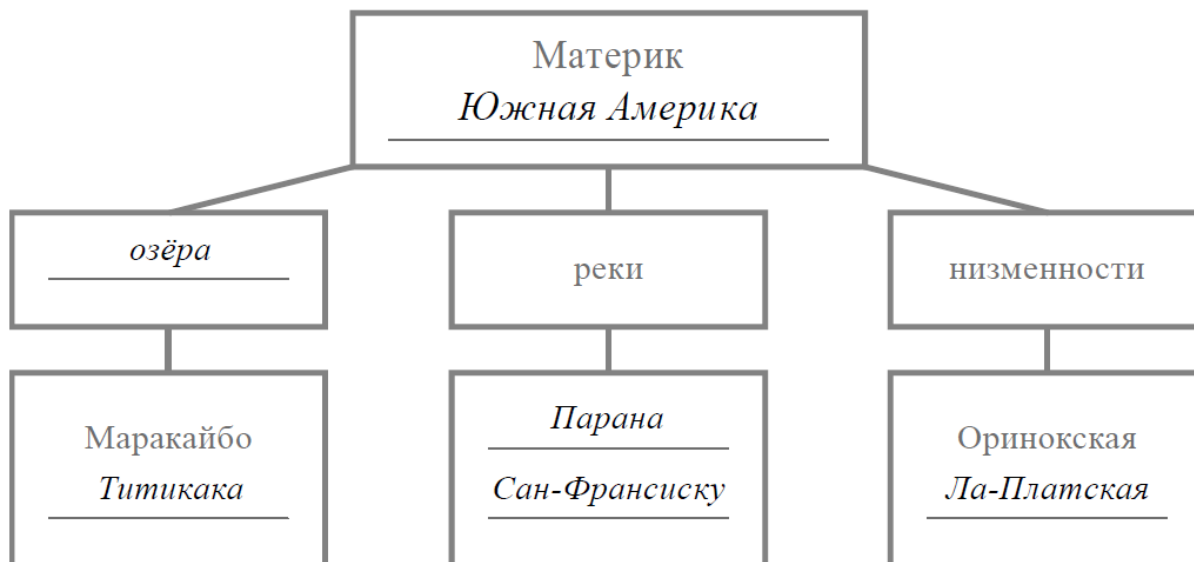 Материк
Южная Америка
озёра
реки
низменности
Маракайбо
Титикака
Парана
Сан-Франсиску
Оринокская
Ла-Платская